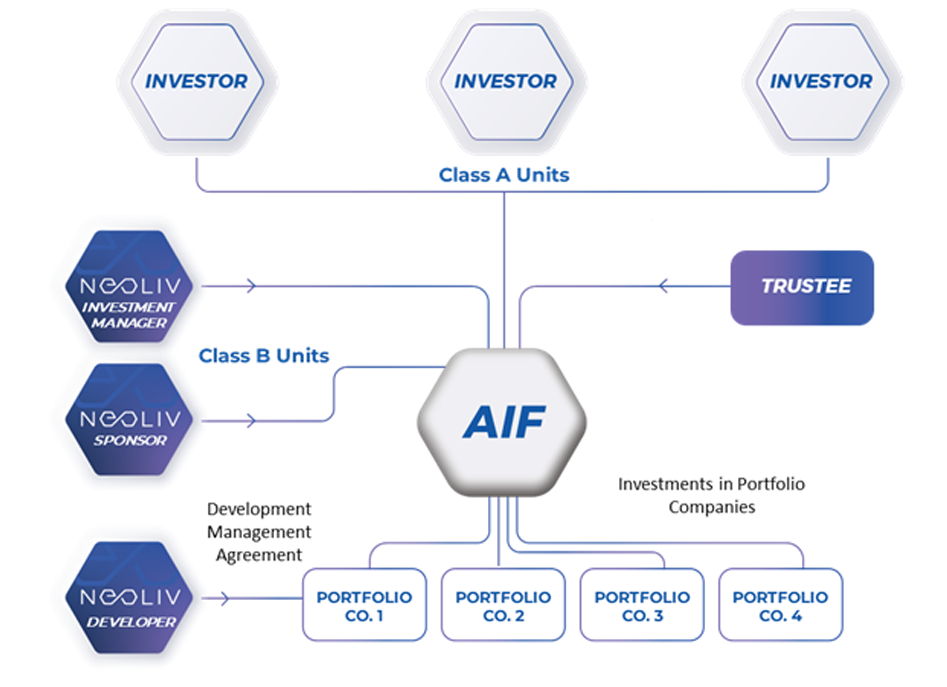 INVESTOR
INVESTOR
INVESTOR
Class A Units
NEOLIV
INVESTMENT
MANAGER
TRUSTEE
Class B Units
NEOLIV
SPONSOR
AIF
Investments in Portfolio
Companies
Development
Management
Agreement
NEOLIV
DEVELOPER
PORTFOLIO
CO. 1
PORTFOLIO
CO. 2
PORTFOLIO
CO. 3
PORTFOLIO
CO. 4